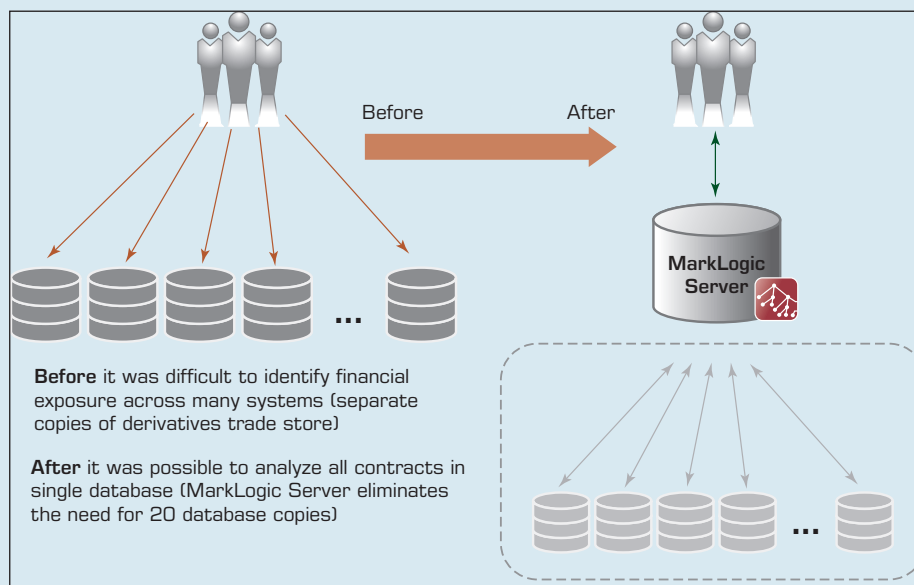 Before
After
MarkLogic
Server
...
...
Before it was difficult to identify financial
exposure across many systems (separate
copies of derivatives trade store)
After it was possible to analyze all contracts in
single database (MarkLogic Server eliminates
the need for 20 database copies)